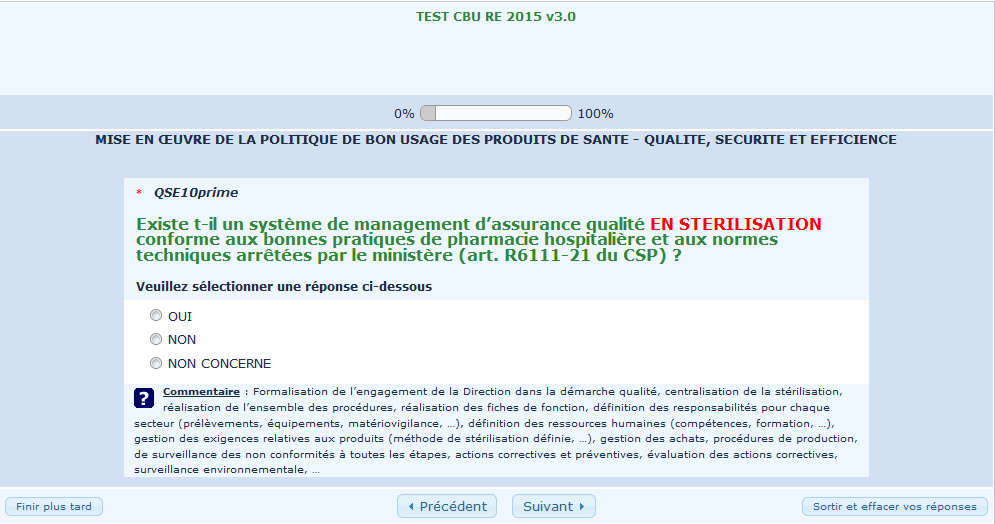 TEST CBU RE 2015 v3.0
0% 100%
MISE EN ŒUVRE DE LA POLITIQUE DE BON USAGE DES PRODUITS DE SANTE - QUALITE, SECURITE ET EFFICIENCE
* QSE10prime
Existe t-il un système de management d'assurance qualité EN STERILISATION
conforme aux bonnes pratiques de pharmacie hospitalière et aux normes
techniques arrêtées par le ministère (art. R6111-21 du CSP) ?
Veuillez sélectionner une réponse ci-dessous
OUI
NON
NON CONCERNE
? Commentaire : Formalisation de l'engagement de la Direction dans la démarche qualité, centralisation de la stérilisation,
réalisation de l'ensemble des procédures, réalisation des fiches de fonction, définition des responsabilités pour chaque
secteur (prélèvements, équipements, matériovigilance, …), définition des ressources humaines (compétences, formation, …),
gestion des exigences relatives aux produits (méthode de stérilisation définie, …), gestion des achats, procédures de production,
de surveillance des non conformités à toutes les étapes, actions correctives et préventives, évaluation des actions correctives,
surveillance environnementale, …
Finir plus tard Précédent Suivant Sortir et effacer vos réponses